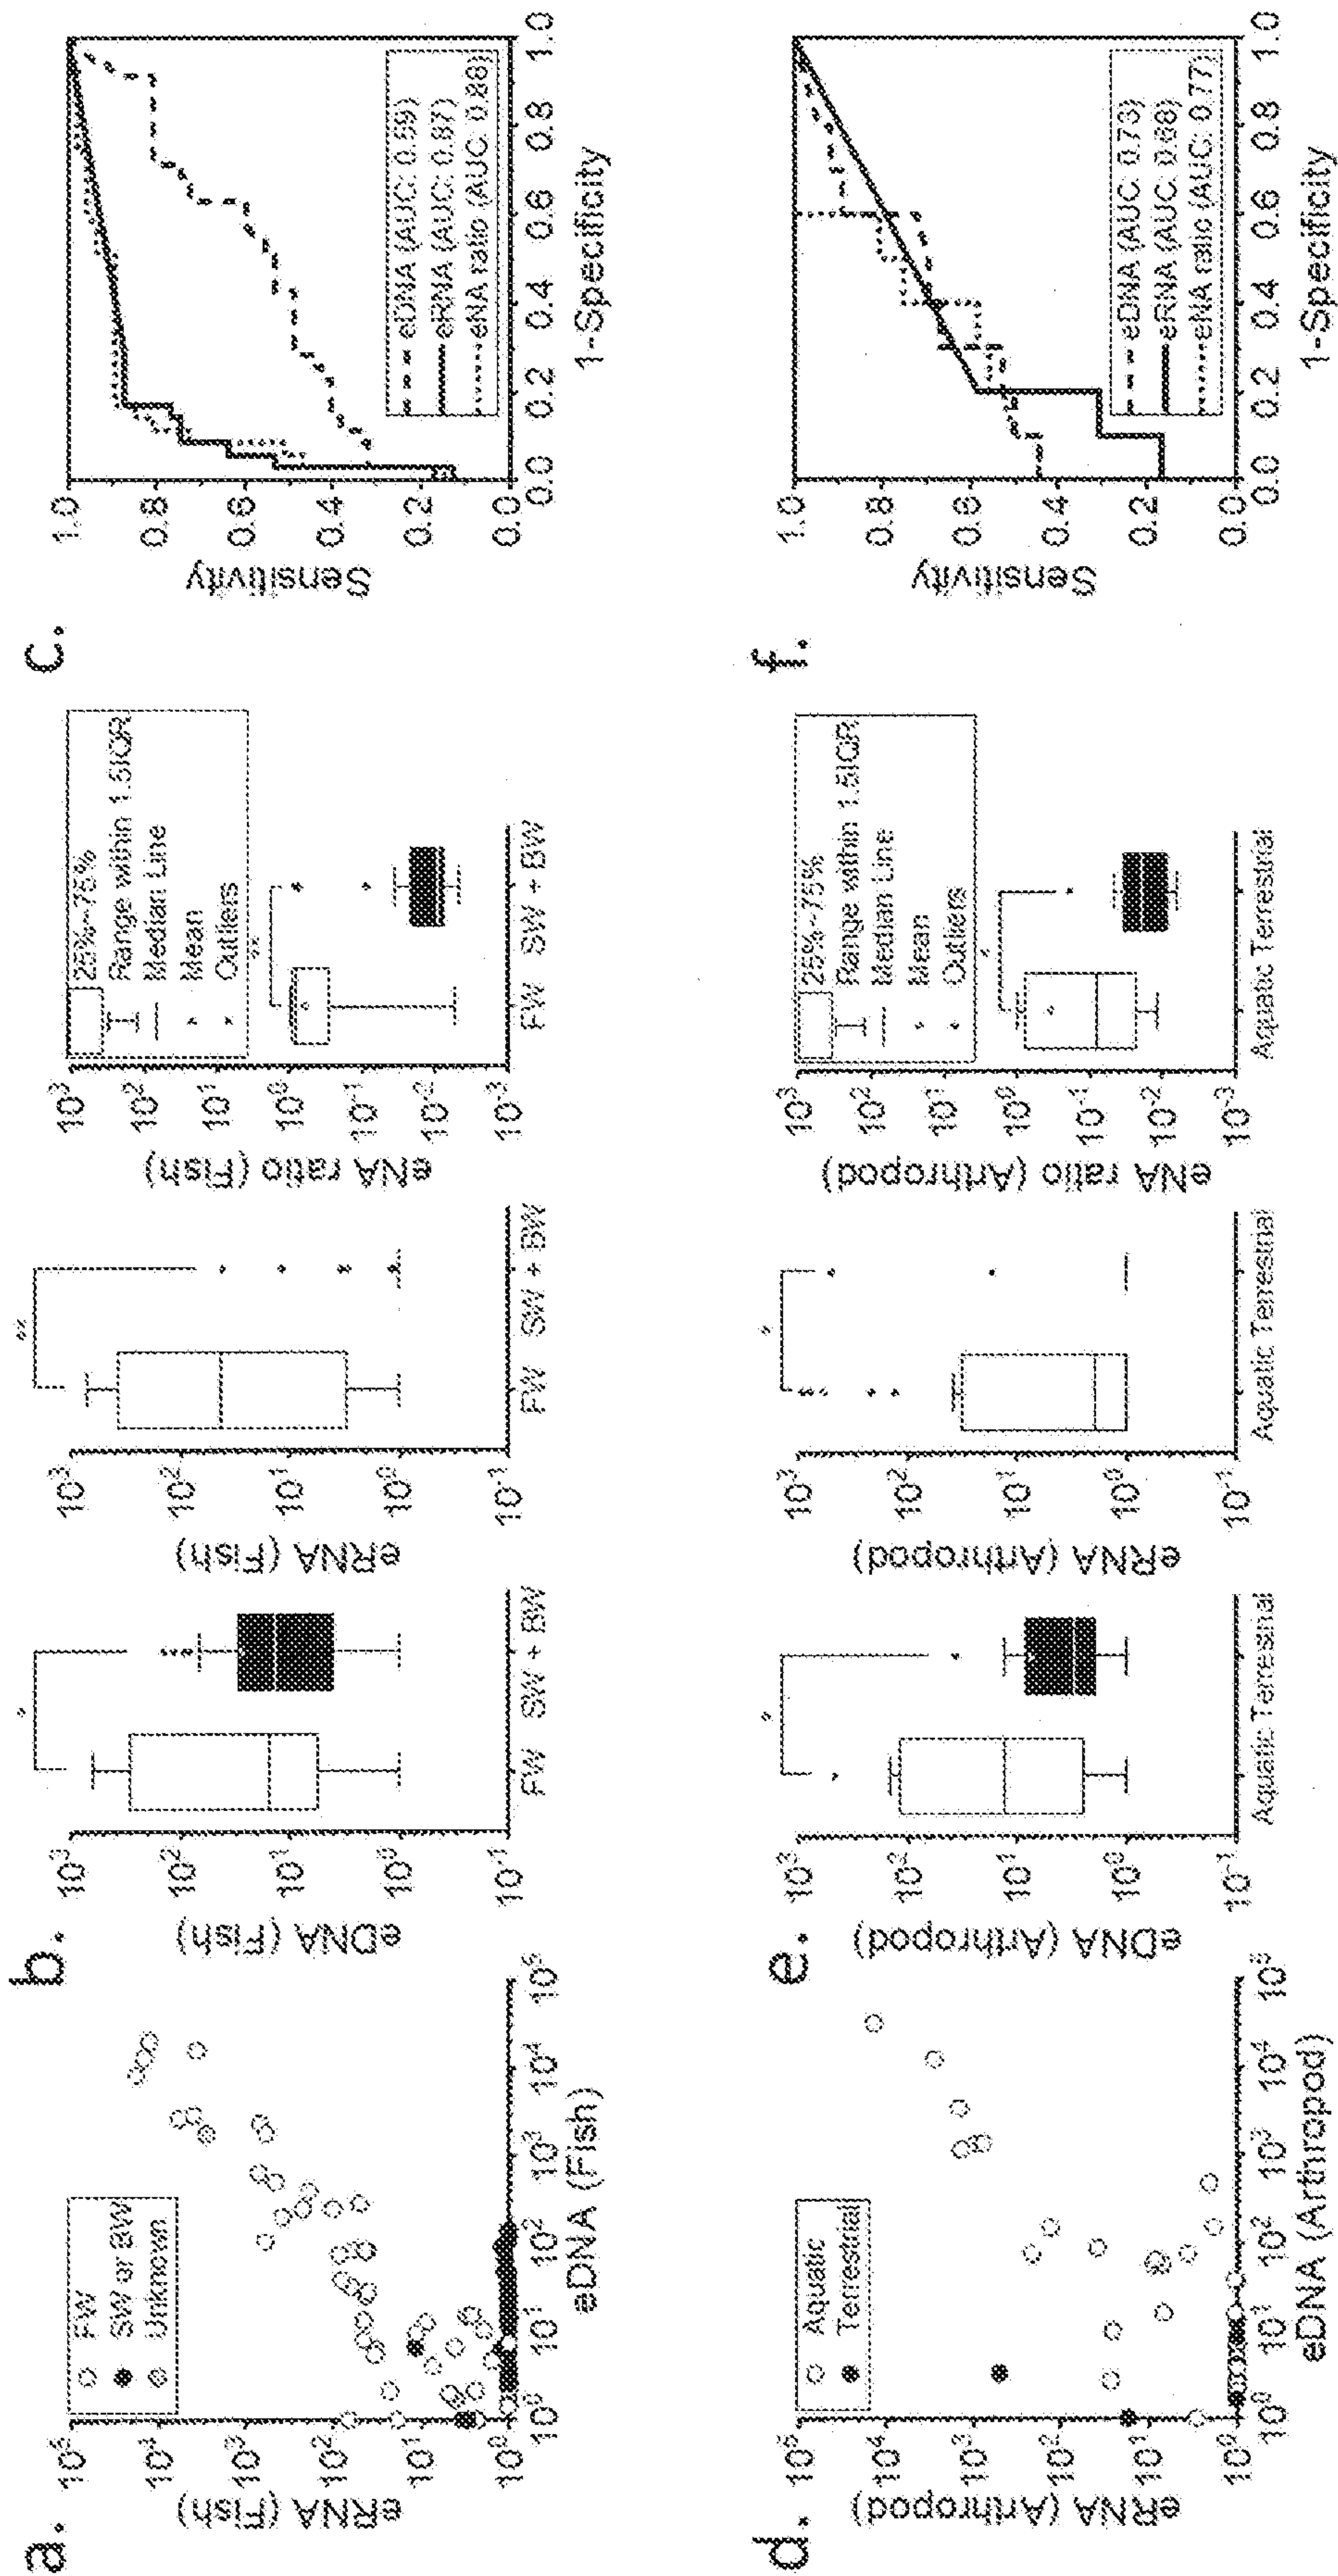 a.
eRNA (Fish)
10⁵
10⁴
10³
10²
10¹
10⁰
FW
SW or BW
Unknown
10⁰ 10¹ 10² 10³ 10⁴ 10⁵
eDNA (Fish)
b.
eDNA (Fish)
10³
10²
10¹
10⁰
10⁻¹
*
FW SW + BW
eRNA (Fish)
10³
10²
10¹
10⁰
10⁻¹
**
FW SW + BW
eNA ratio (Fish)
10³
10²
10¹
10⁰
10⁻¹
10⁻²
10⁻³
25%~75%
Range within 1.5IQR
Median Line
Mean
Outliers
**
FW SW + BW
c.
Sensitivity
1.0
0.8
0.6
0.4
0.2
0.0
eDNA (AUC: 0.59)
eRNA (AUC: 0.87)
eNA ratio (AUC: 0.88)
0.0 0.2 0.4 0.6 0.8 1.0
1-Specificity
d.
eRNA (Arthropod)
10⁵
10⁴
10³
10²
10¹
10⁰
Aquatic
Terrestrial
10⁰ 10¹ 10² 10³ 10⁴ 10⁵
eDNA (Arthropod)
e.
eDNA (Arthropod)
10³
10²
10¹
10⁰
10⁻¹
*
Aquatic Terrestrial
eRNA (Arthropod)
10³
10²
10¹
10⁰
10⁻¹
*
Aquatic Terrestrial
eNA ratio (Arthropod)
10³
10²
10¹
10⁰
10⁻¹
10⁻²
10⁻³
25%~75%
Range within 1.5IQR
Median Line
Mean
Outliers
*
Aquatic Terrestrial
f.
Sensitivity
1.0
0.8
0.6
0.4
0.2
0.0
eDNA (AUC: 0.73)
eRNA (AUC: 0.68)
eNA ratio (AUC: 0.77)
0.0 0.2 0.4 0.6 0.8 1.0
1-Specificity